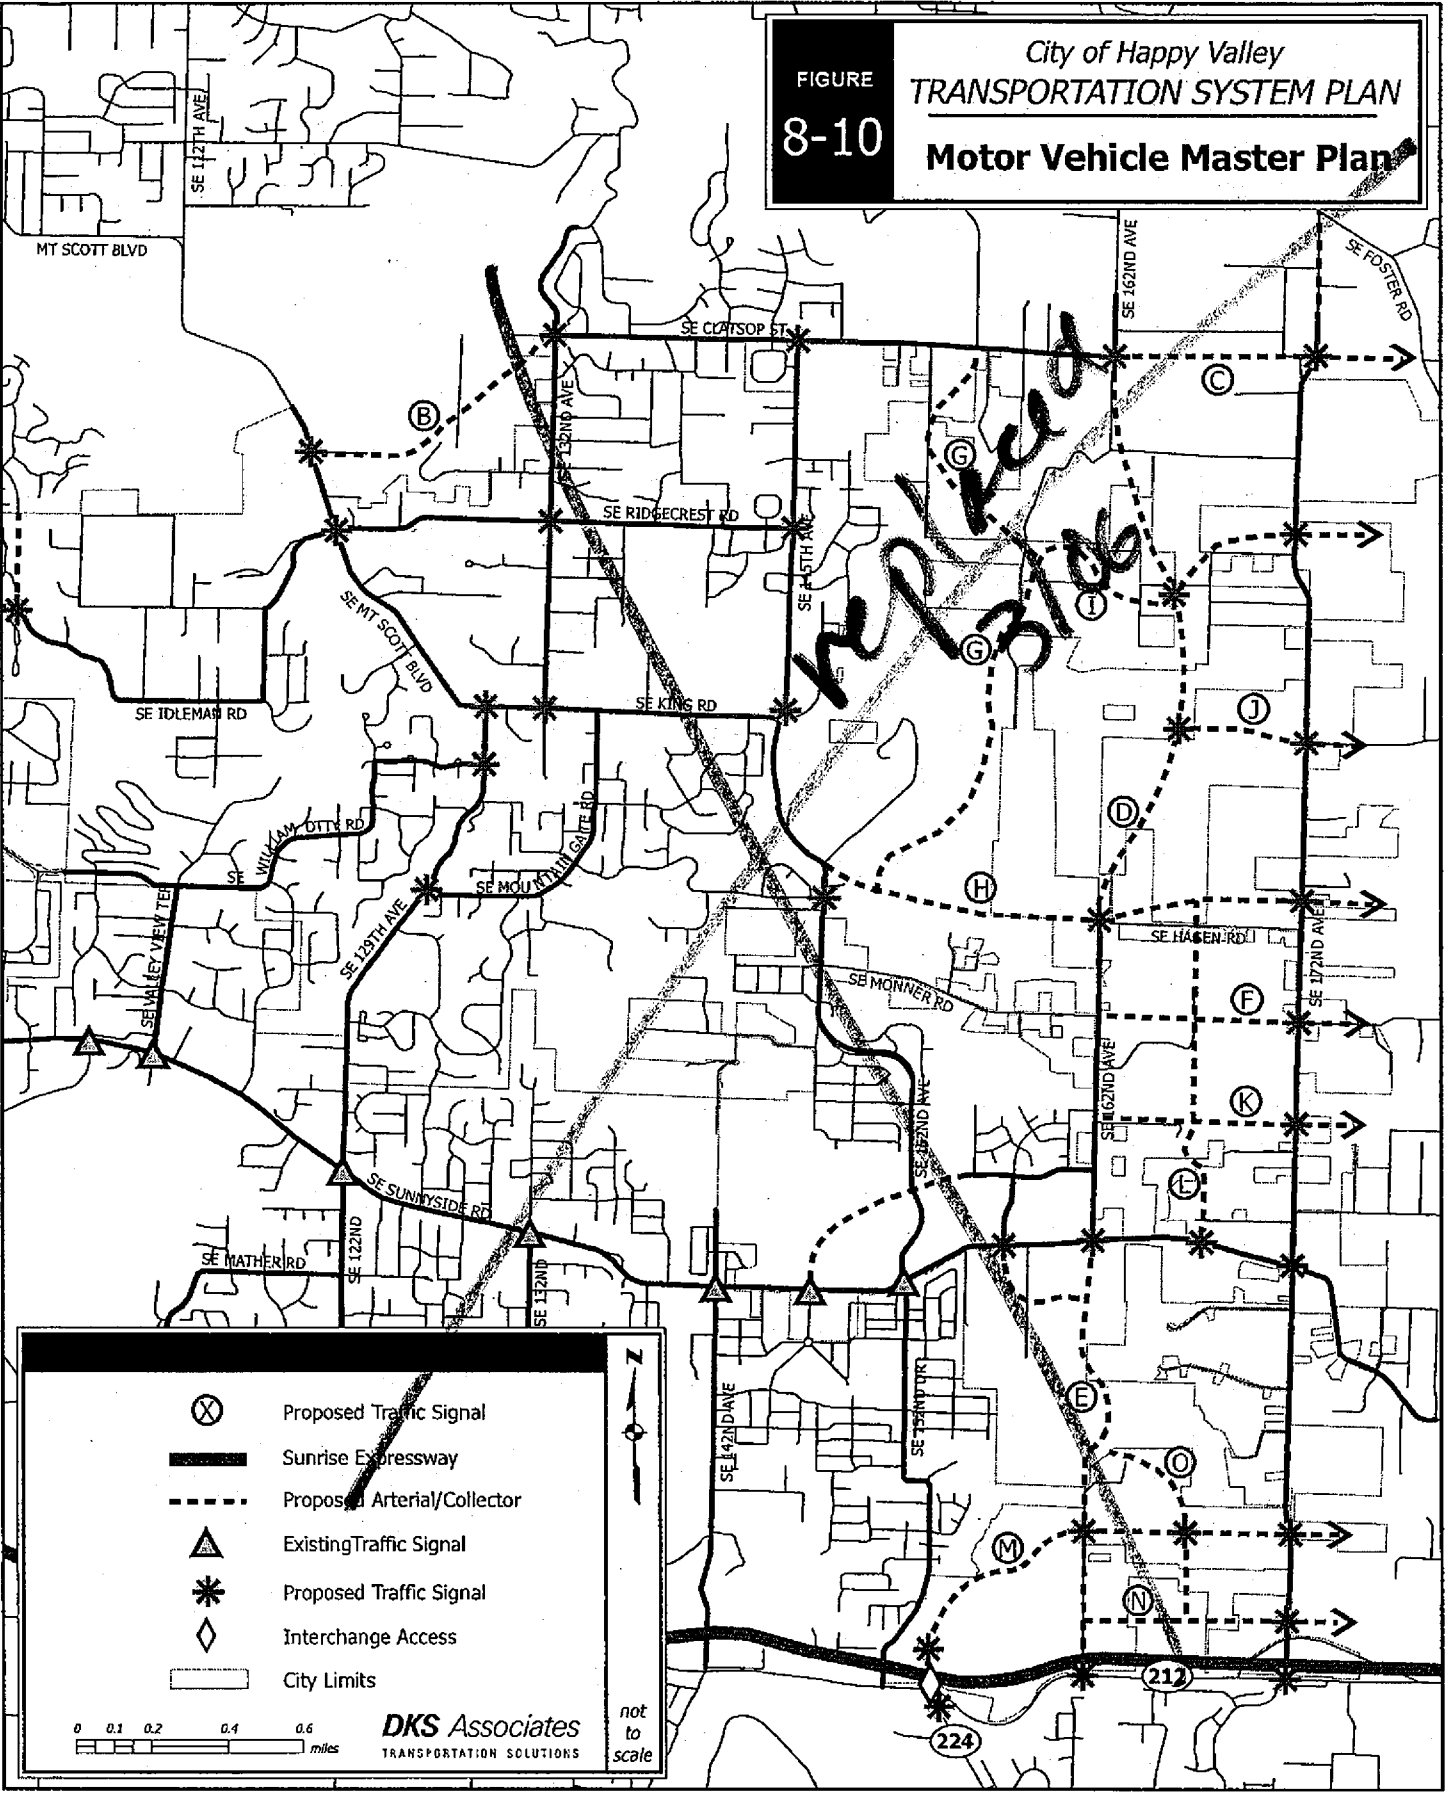 FIGURE
8-10
City of Happy Valley
TRANSPORTATION SYSTEM PLAN
Motor Vehicle Master Plan
SE 112TH AVE
MT SCOTT BLVD
SE 162ND AVE
SE FOSTER RD
SE CLATSOP ST
C
B
SE 132ND AVE
G
replaced
SE RIDGECREST RD
SE 145TH AVE
I
G
SE MT SCOTT BLVD
SE IDLEMAN RD
SE KING RD
J
D
SE WILLIAM OTTY RD
SE MOUNTAIN GATE RD
H
SE HAGEN RD
SE 129TH AVE
SE VALLEY VIEW TER
SE MONNER RD
F
SE 172ND AVE
SE 162ND AVE
K
SE 152ND AVE
L
SE SUNNYSIDE RD
SE MATHER RD
SE 122ND
SE 132ND
E
SE 142ND AVE
SE 152ND DR
O
M
N
212
224
X Proposed Traffic Signal
Sunrise Expressway
Proposed Arterial/Collector
ExistingTraffic Signal
Proposed Traffic Signal
Interchange Access
City Limits
0 0.1 0.2 0.4 0.6
miles
DKS Associates
TRANSPORTATION SOLUTIONS
N
not
to
scale